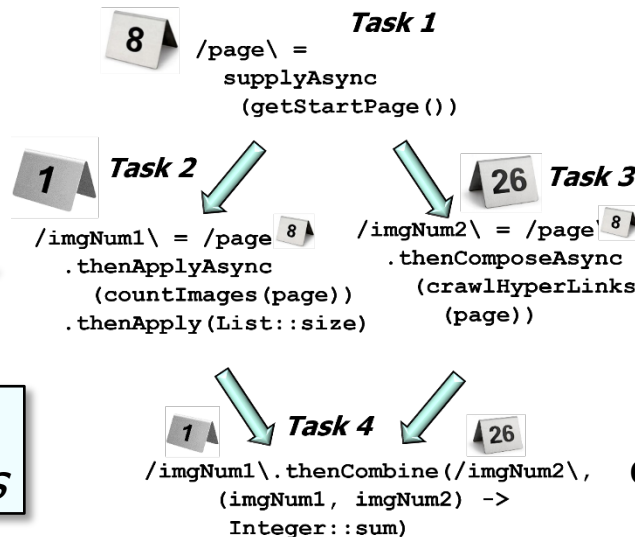 Task 1
8
/page\ =
supplyAsync
(getStartPage())
1
Task 2
26
Task 3
/imgNum1\ = /page 8
.thenApplyAsync
(countImages(page))
.thenApply(List::size)
/imgNum2\ = /page\ 8
.thenComposeAsync
(crawlHyperLinks
(page))
1
Task 4
26
/imgNum1\.thenCombine(/imgNum2\,
(imgNum1, imgNum2) ->
Integer::sum)